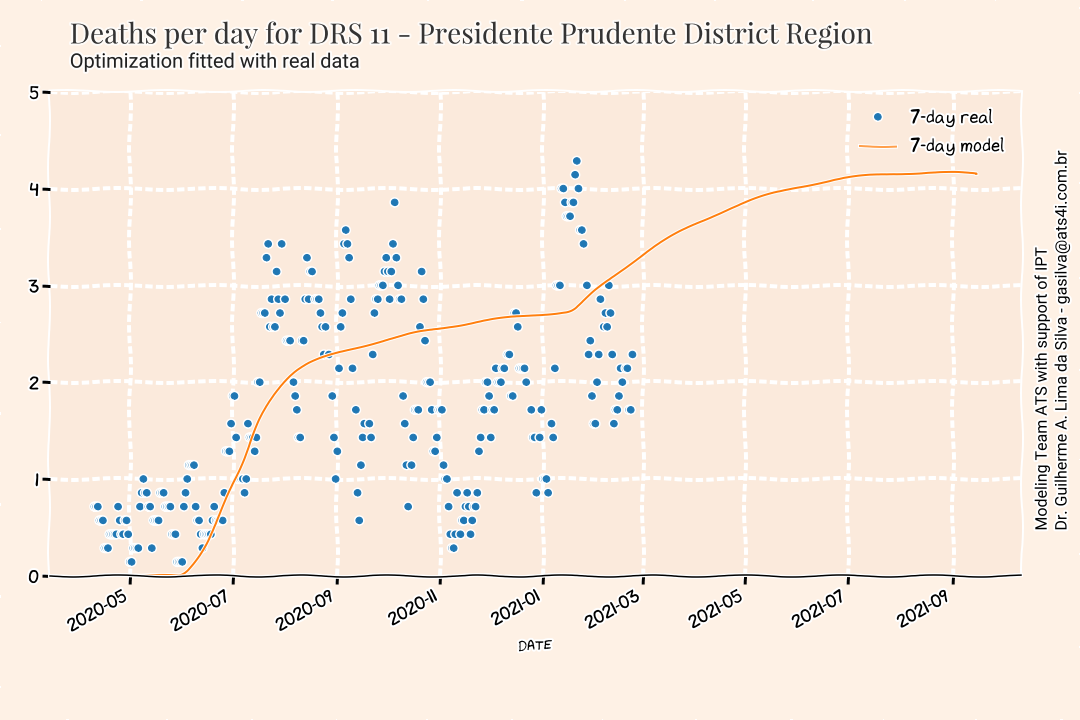 Deaths per day for DRS 11 - Presidente Prudente District Region
Optimization fitted with real data
7-day real
7-day model
5
4
3
2
1
0
2020-05
2020-07
2020-09
2020-11
2021-01
2021-03
2021-05
2021-07
2021-09
DATE
Modeling Team ATS with support of IPT
Dr. Guilherme A. Lima da Silva - gasilva@ats4i.com.br